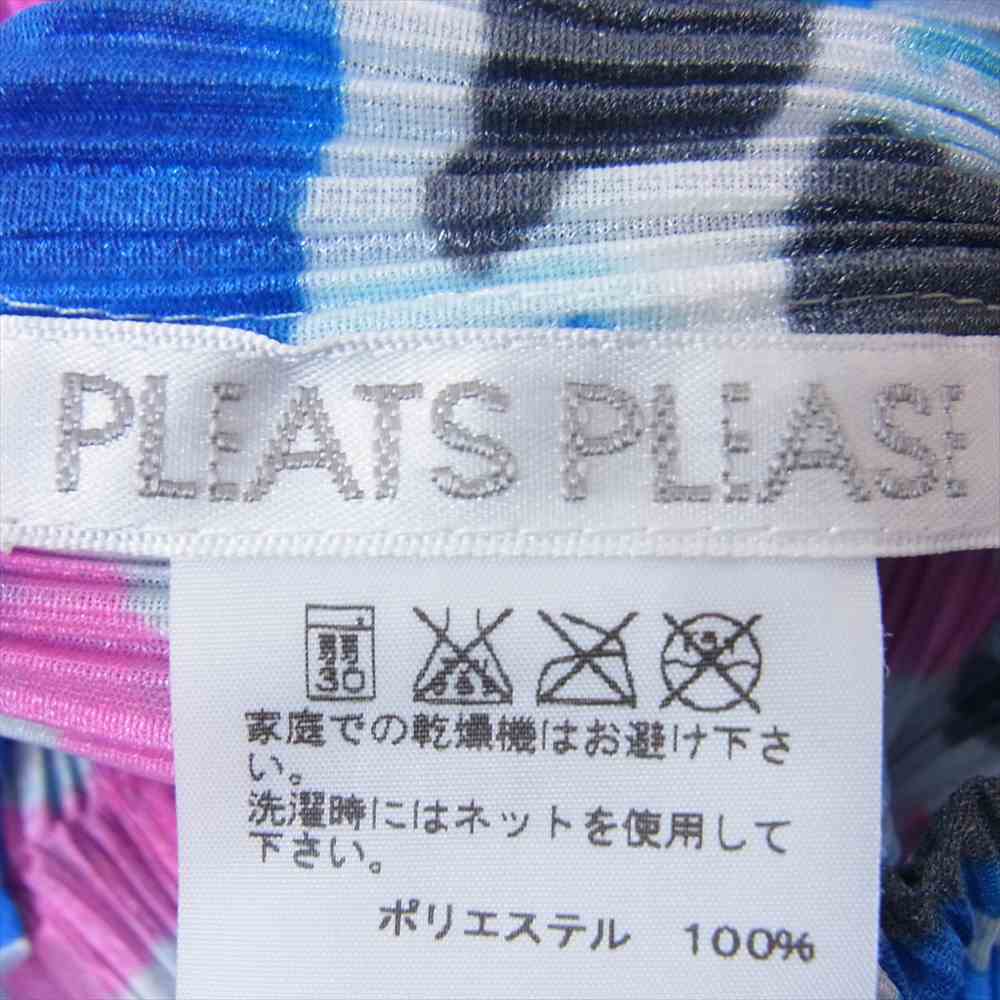 PLEATS PLEASE
弱
30
家庭での乾燥機はお避け下さ
い。
洗濯時にはネットを使用して
下さい。
ポリエステル 100%